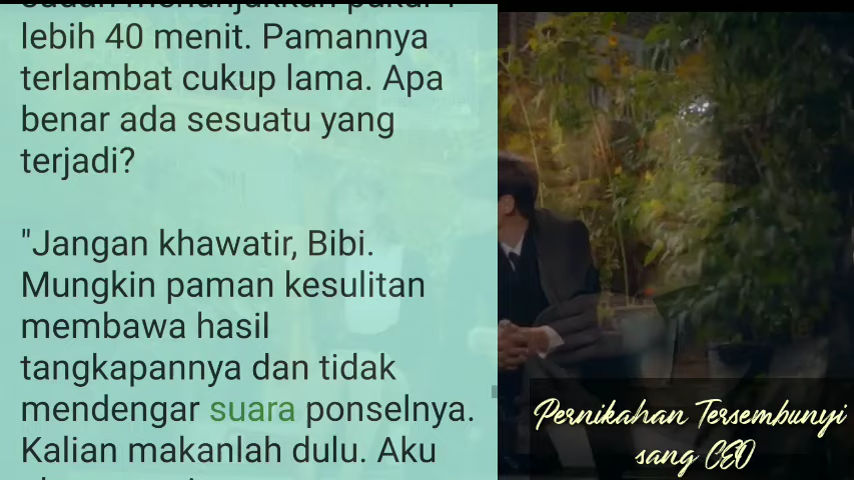 lebih 40 menit. Pamannya
terlambat cukup lama. Apa
benar ada sesuatu yang
terjadi?
"Jangan khawatir, Bibi.
Mungkin paman kesulitan
membawa hasil
tangkapannya dan tidak
mendengar suara ponselnya.
Kalian makanlah dulu. Aku
Pernikahan Tersembunyi
sang CEO